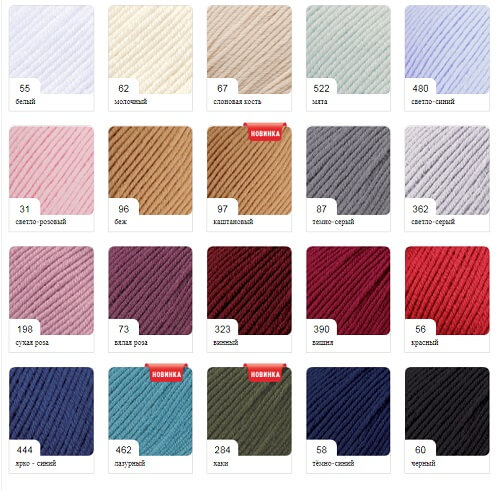 55
белый
62
молочный
67
слоновая кость
522
мята
480
светло-синий
31
светло-розовый
96
беж
НОВИНКА
97
каштановый
87
темно-серый
362
светло-серый
198
сухая роза
73
вялая роза
323
винный
390
вишня
56
красный
444
ярко - синий
НОВИНКА
462
лазурный
НОВИНКА
284
хаки
58
тёмно-синий
60
черный